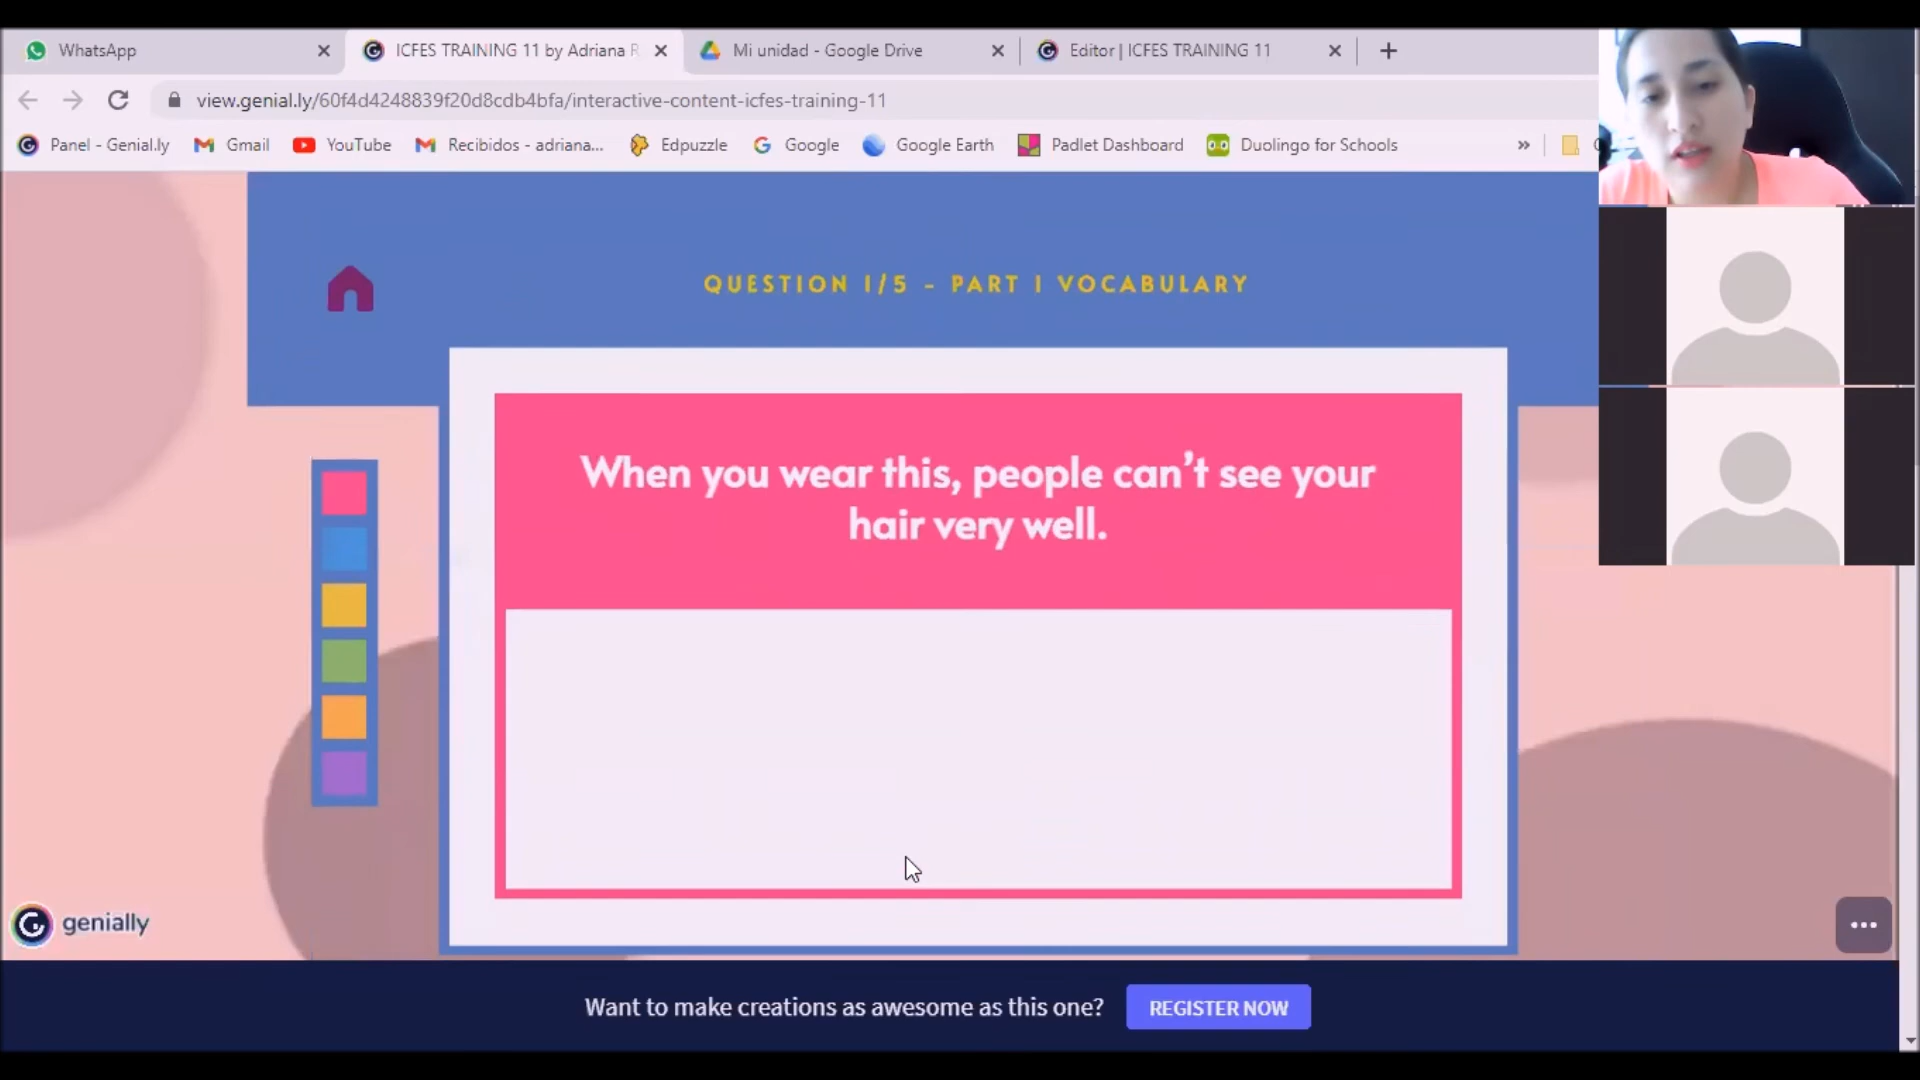 WhatsApp
ICFES TRAINING 11 by Adriana R
Mi unidad - Google Drive
Editor | ICFES TRAINING 11
view.genial.ly/60f4d4248839f20d8cdb4bfa/interactive-content-icfes-training-11
Panel - Genial.ly
Gmail
YouTube
Recibidos - adriana...
Edpuzzle
Google
Google Earth
Padlet Dashboard
Duolingo for Schools
QUESTION 1/5 - PART 1 VOCABULARY
When you wear this, people can't see your
hair very well.
genially
Want to make creations as awesome as this one?
REGISTER NOW